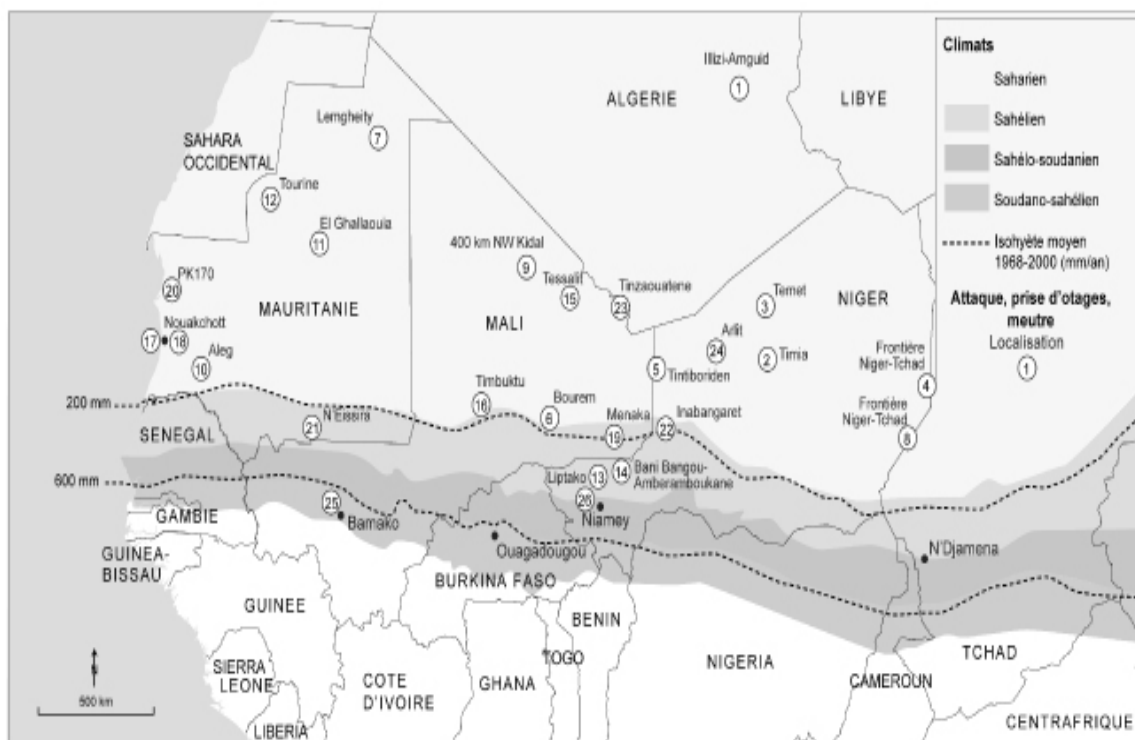 Illizi-Amguid
1
ALGERIE
LIBYE
Lemgheity
7
SAHARA
OCCIDENTAL
Tourine
12
El Ghallaouia
11
400 km NW Kidal
9
PK170
20
Tessalit
15
Tinzaouatene
23
Temet
3
NIGER
MAURITANIE
MALI
Nouakchott
17
18
Arlit
24
Timia
2
Aleg
10
Tintiboriden
5
Frontière
Niger-Tchad
4
200 mm
Timbuktu
16
Bourem
6
Menaka
19
Inabangaret
22
Frontière
Niger-Tchad
8
N'Eissira
21
SENEGAL
600 mm
Liptako
13
14
Bani Bangou-
Amberamboukane
26
Niamey
25
Bamako
GAMBIE
Ouagadougou
N'Djamena
GUINEA-
BISSAU
BURKINA FASO
GUINEE
BENIN
TOGO
NIGERIA
TCHAD
SIERRA
LEONE
COTE
D'IVOIRE
GHANA
CAMEROUN
LIBERIA
CENTRAFRIQUE
N
500 km
Climats
Saharien
Sahélien
Sahélo-soudanien
Soudano-sahélien
Isohyète moyen
1968-2000 (mm/an)
Attaque, prise d'otages,
meutre
Localisation
1